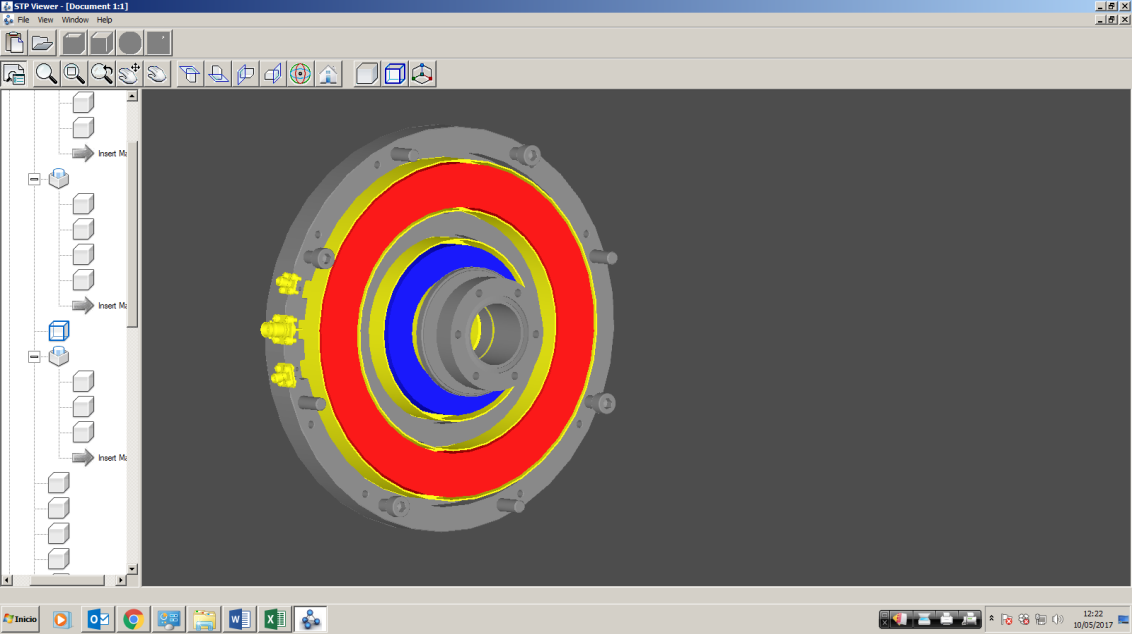 STP Viewer - [Document 1:1]
File View Window Help
Insert Ma
Insert Ma
Insert Ma
Inicio
12:22
10/05/2017